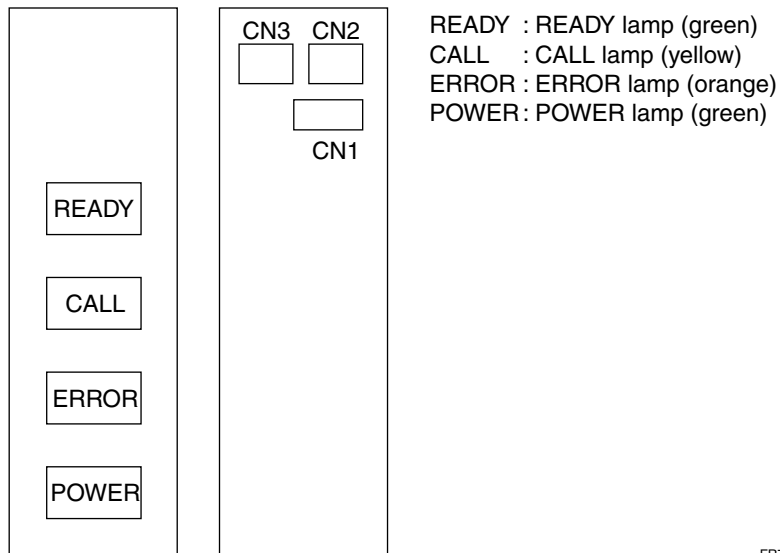 CN3 CN2
CN1
READY
CALL
ERROR
POWER
READY : READY lamp (green)
CALL : CALL lamp (yellow)
ERROR : ERROR lamp (orange)
POWER : POWER lamp (green)